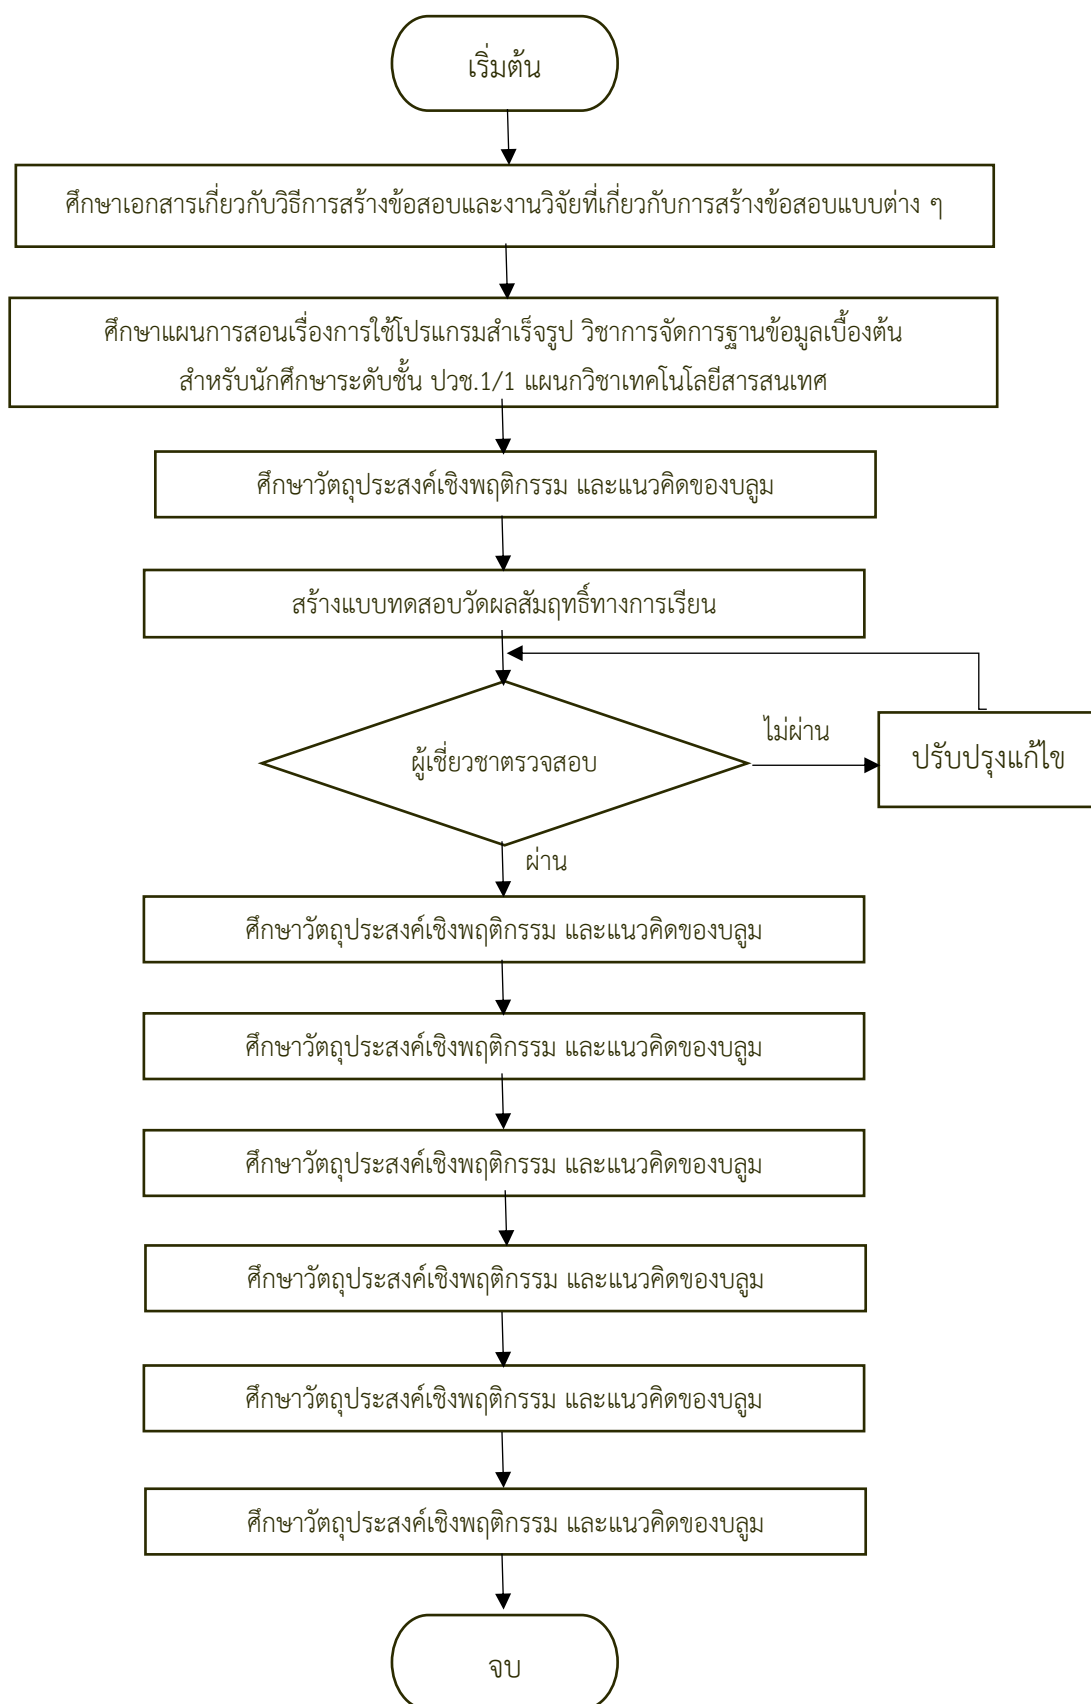 เริ่มต้น
ศึกษาเอกสารเกี่ยวกับวิธีการสร้างข้อสอบและงานวิจัยที่เกี่ยวกับการสร้างข้อสอบแบบต่าง ๆ
ศึกษาแผนการสอนเรื่องการใช้โปรแกรมสำเร็จรูป วิชาการจัดการฐานข้อมูลเบื้องต้น
สำหรับนักศึกษาระดับชั้น ปวช.1/1 แผนกวิชาเทคโนโลยีสารสนเทศ
ศึกษาวัตถุประสงค์เชิงพฤติกรรม และแนวคิดของบลูม
สร้างแบบทดสอบวัดผลสัมฤทธิ์ทางการเรียน
ไม่ผ่าน
ผู้เชี่ยวชาตรวจสอบ
ปรับปรุงแก้ไข
ผ่าน
ศึกษาวัตถุประสงค์เชิงพฤติกรรม และแนวคิดของบลูม
ศึกษาวัตถุประสงค์เชิงพฤติกรรม และแนวคิดของบลูม
ศึกษาวัตถุประสงค์เชิงพฤติกรรม และแนวคิดของบลูม
ศึกษาวัตถุประสงค์เชิงพฤติกรรม และแนวคิดของบลูม
ศึกษาวัตถุประสงค์เชิงพฤติกรรม และแนวคิดของบลูม
ศึกษาวัตถุประสงค์เชิงพฤติกรรม และแนวคิดของบลูม
จบ